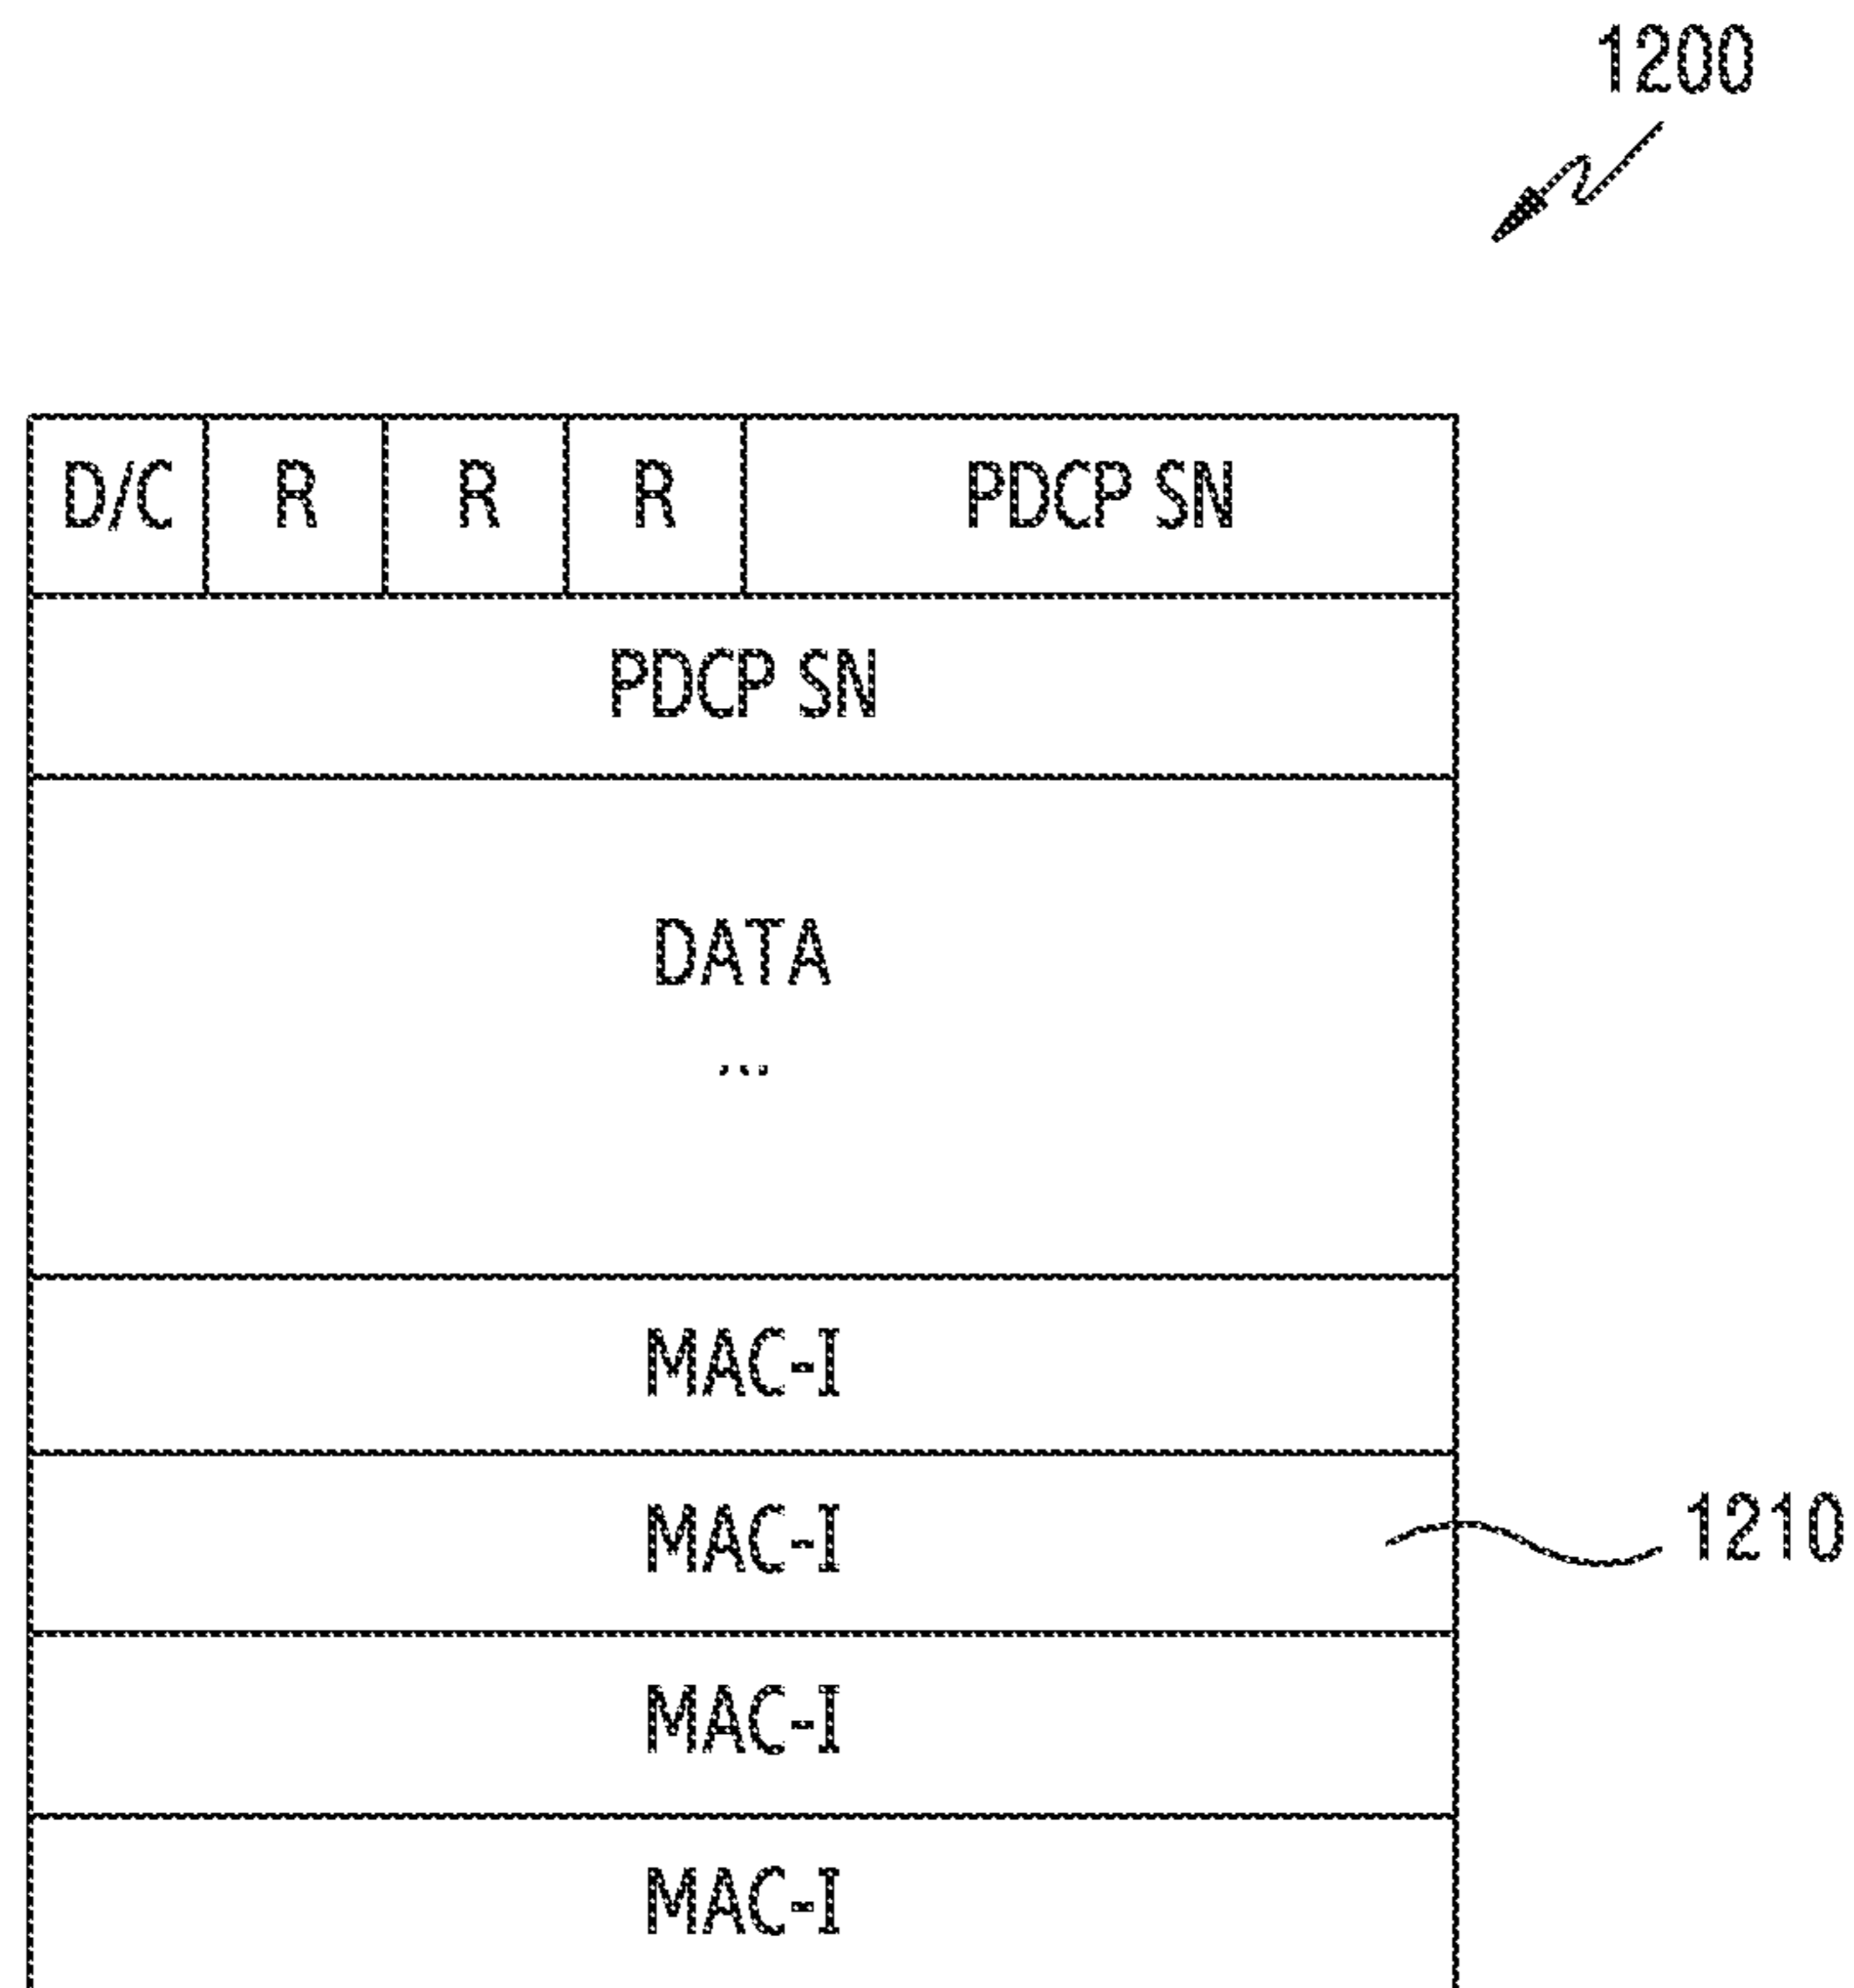 1200
D/C R R R PDCP SN
PDCP SN
DATA
...
MAC-I
MAC-I 1210
MAC-I
MAC-I